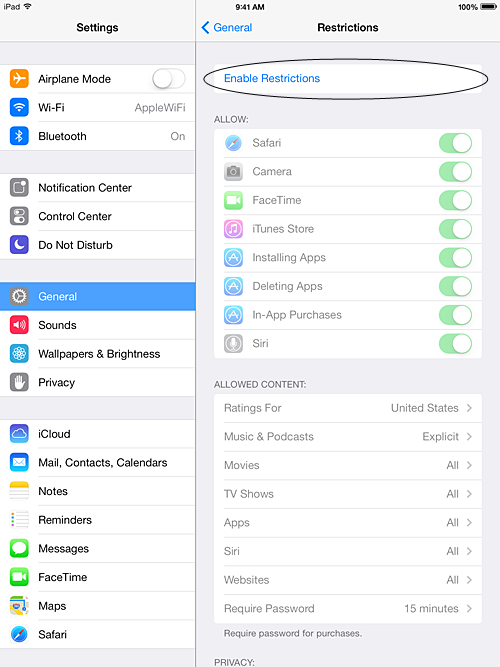 iPad 9:41 AM 100%
Settings
General Restrictions
Airplane Mode
Wi-Fi AppleWiFi
Bluetooth On
Notification Center
Control Center
Do Not Disturb
General
Sounds
Wallpapers & Brightness
Privacy
iCloud
Mail, Contacts, Calendars
Notes
Reminders
Messages
FaceTime
Maps
Safari
Enable Restrictions
ALLOW:
Safari
Camera
FaceTime
iTunes Store
Installing Apps
Deleting Apps
In-App Purchases
Siri
ALLOWED CONTENT:
Ratings For United States
Music & Podcasts Explicit
Movies All
TV Shows All
Apps All
Siri All
Websites All
Require Password 15 minutes
Require password for purchases.
PRIVACY: